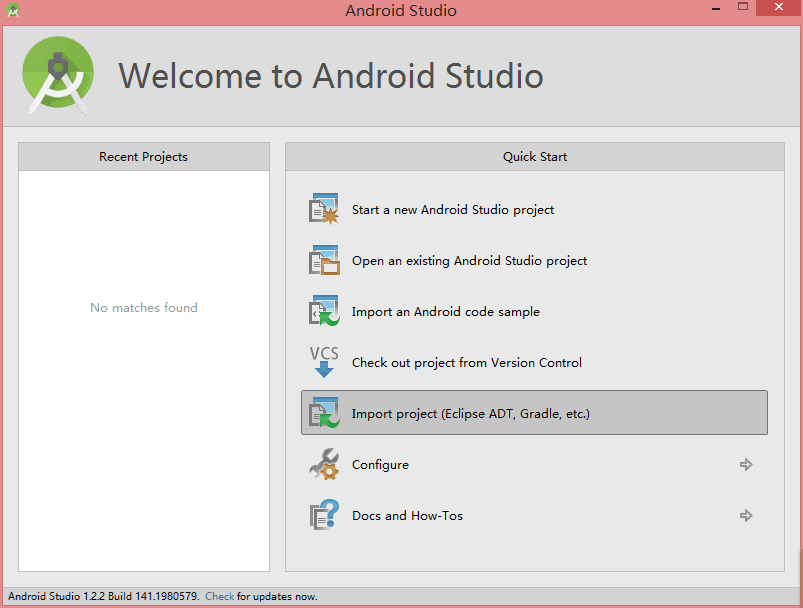 Android Studio
Welcome to Android Studio
Recent Projects
No matches found
Quick Start
Start a new Android Studio project
Open an existing Android Studio project
Import an Android code sample
VCS
Check out project from Version Control
Import project (Eclipse ADT, Gradle, etc.)
Configure
Docs and How-Tos
Android Studio 1.2.2 Build 141.1980579. Check for updates now.